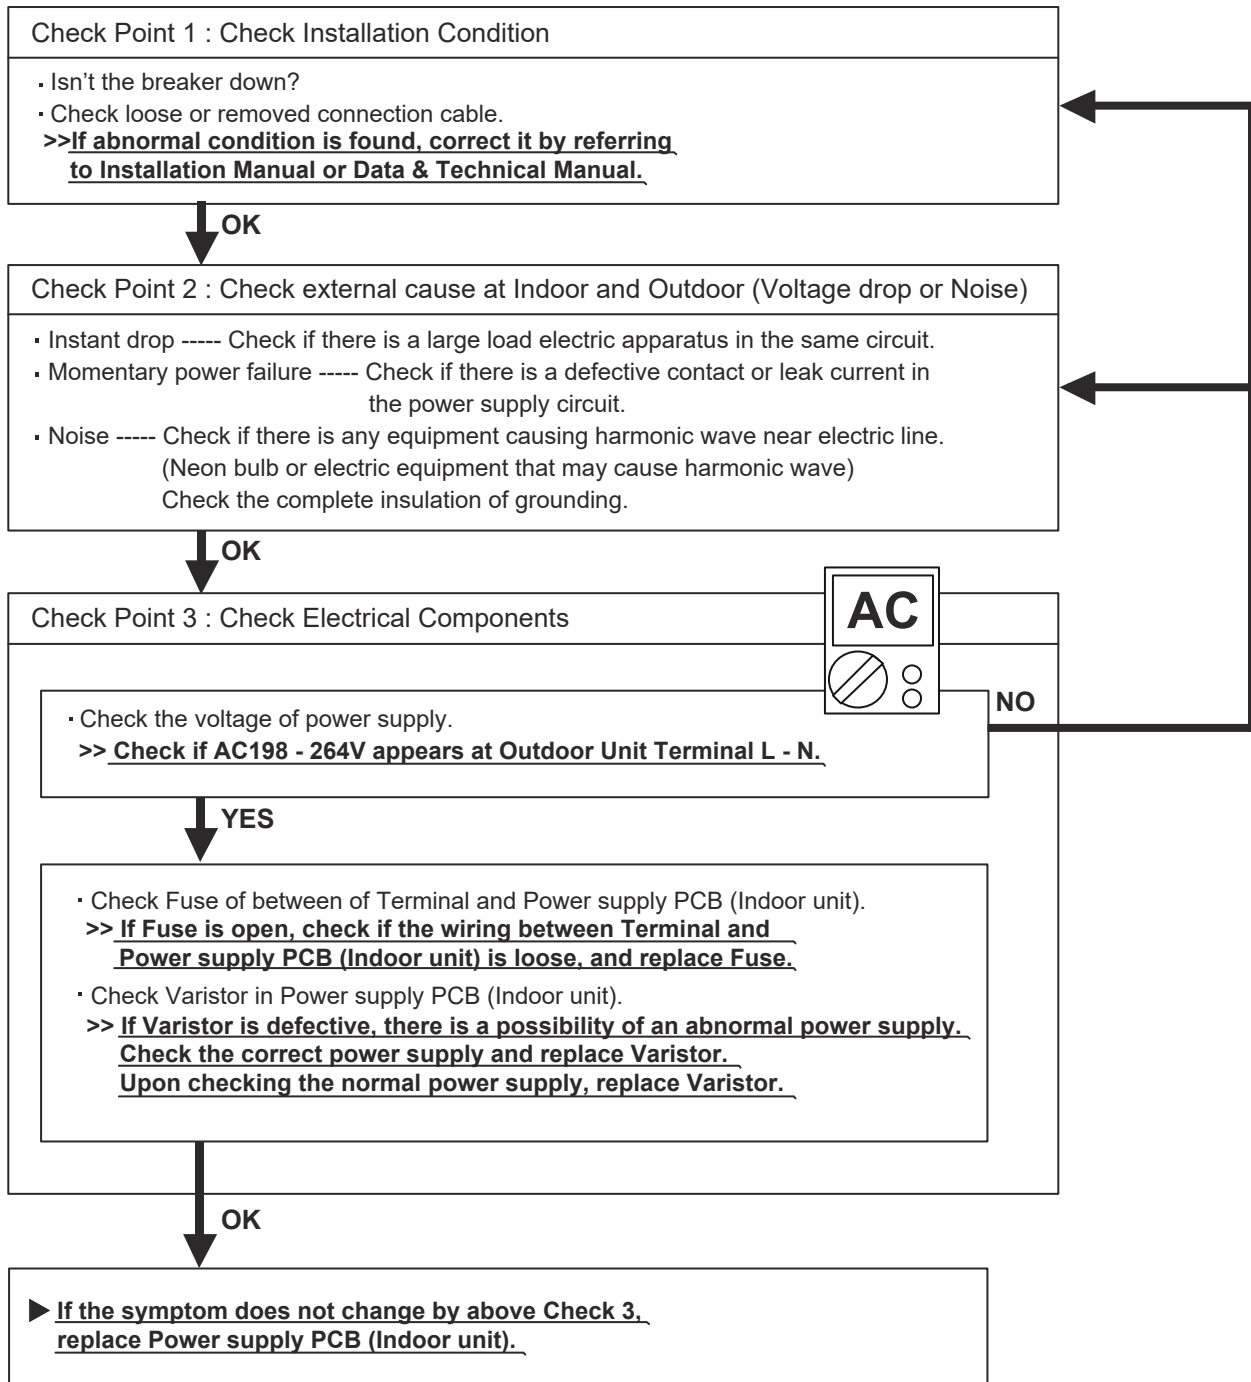 Check Point 1 : Check Installation Condition
· Isn’t the breaker down?
· Check loose or removed connection cable.
>>If abnormal condition is found, correct it by referring
to Installation Manual or Data & Technical Manual.
OK
Check Point 2 : Check external cause at Indoor and Outdoor (Voltage drop or Noise)
· Instant drop ----- Check if there is a large load electric apparatus in the same circuit.
· Momentary power failure ----- Check if there is a defective contact or leak current in
the power supply circuit.
· Noise ----- Check if there is any equipment causing harmonic wave near electric line.
(Neon bulb or electric equipment that may cause harmonic wave)
Check the complete insulation of grounding.
OK
Check Point 3 : Check Electrical Components
AC
· Check the voltage of power supply.
>> Check if AC198 - 264V appears at Outdoor Unit Terminal L - N.
NO
YES
· Check Fuse of between of Terminal and Power supply PCB (Indoor unit).
>> If Fuse is open, check if the wiring between Terminal and
Power supply PCB (Indoor unit) is loose, and replace Fuse.
· Check Varistor in Power supply PCB (Indoor unit).
>> If Varistor is defective, there is a possibility of an abnormal power supply.
Check the correct power supply and replace Varistor.
Upon checking the normal power supply, replace Varistor.
OK
▶ If the symptom does not change by above Check 3,
replace Power supply PCB (Indoor unit).